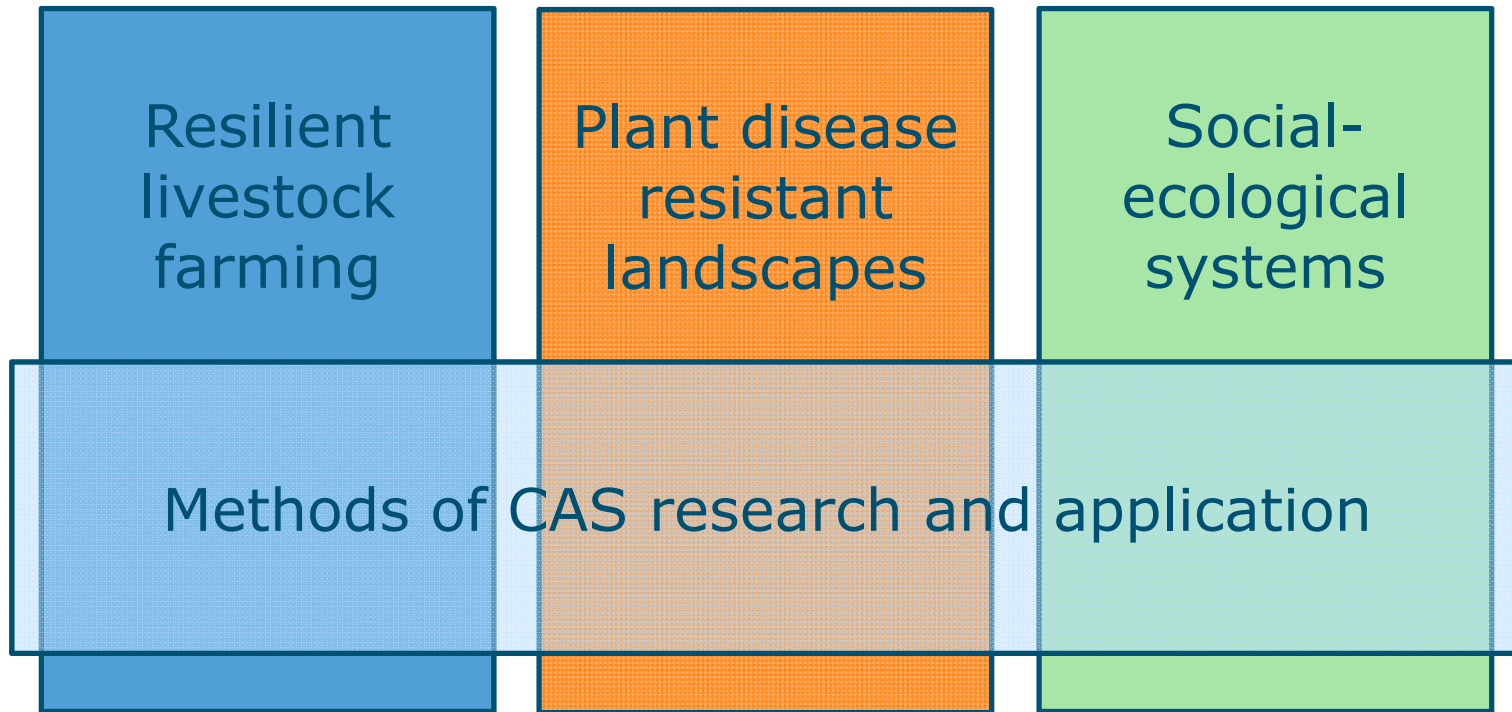 Resilient
livestock
farming
Plant disease
resistant
landscapes
Social-
ecological
systems
Methods of CAS research and application